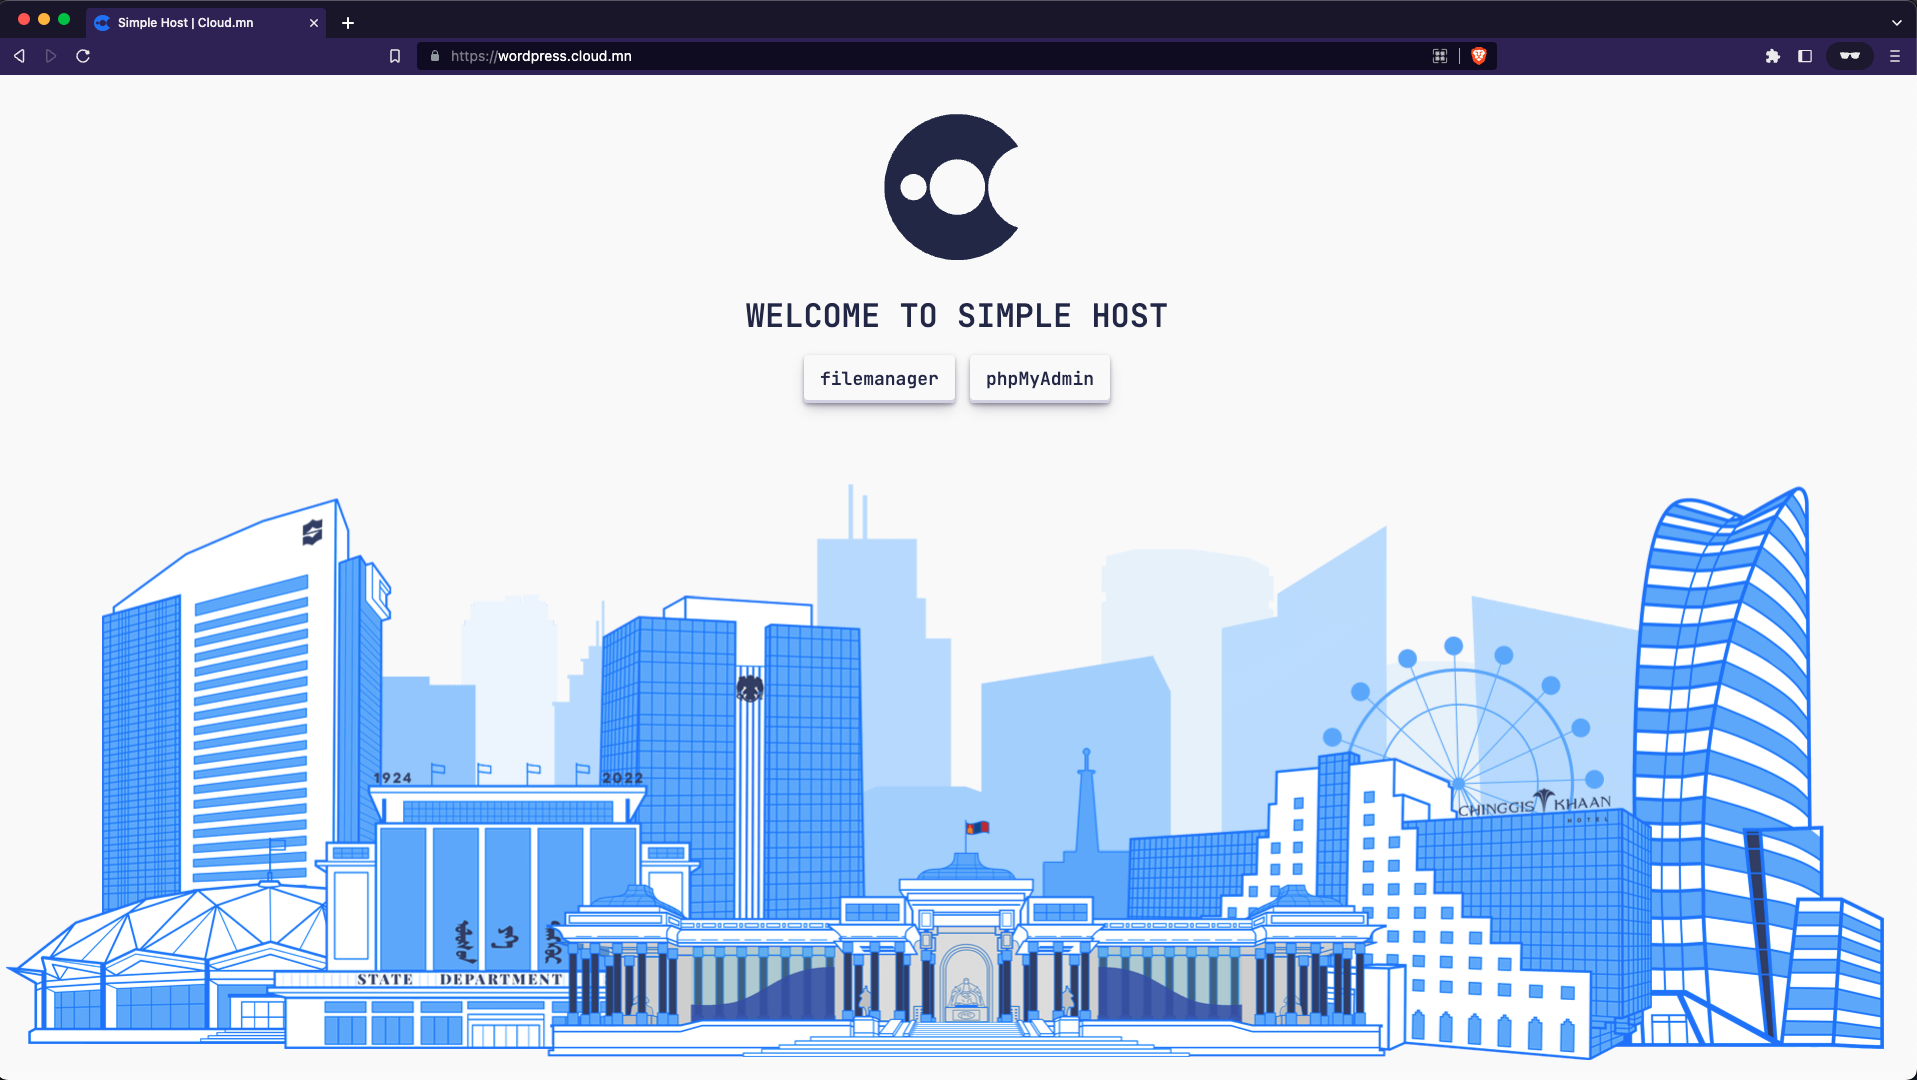 Simple Host | Cloud.mn
https://wordpress.cloud.mn
WELCOME TO SIMPLE HOST
filemanager
phpMyAdmin
1924
2022
CHINGGIS KHAAN
HOTEL
STATE DEPARTMENT